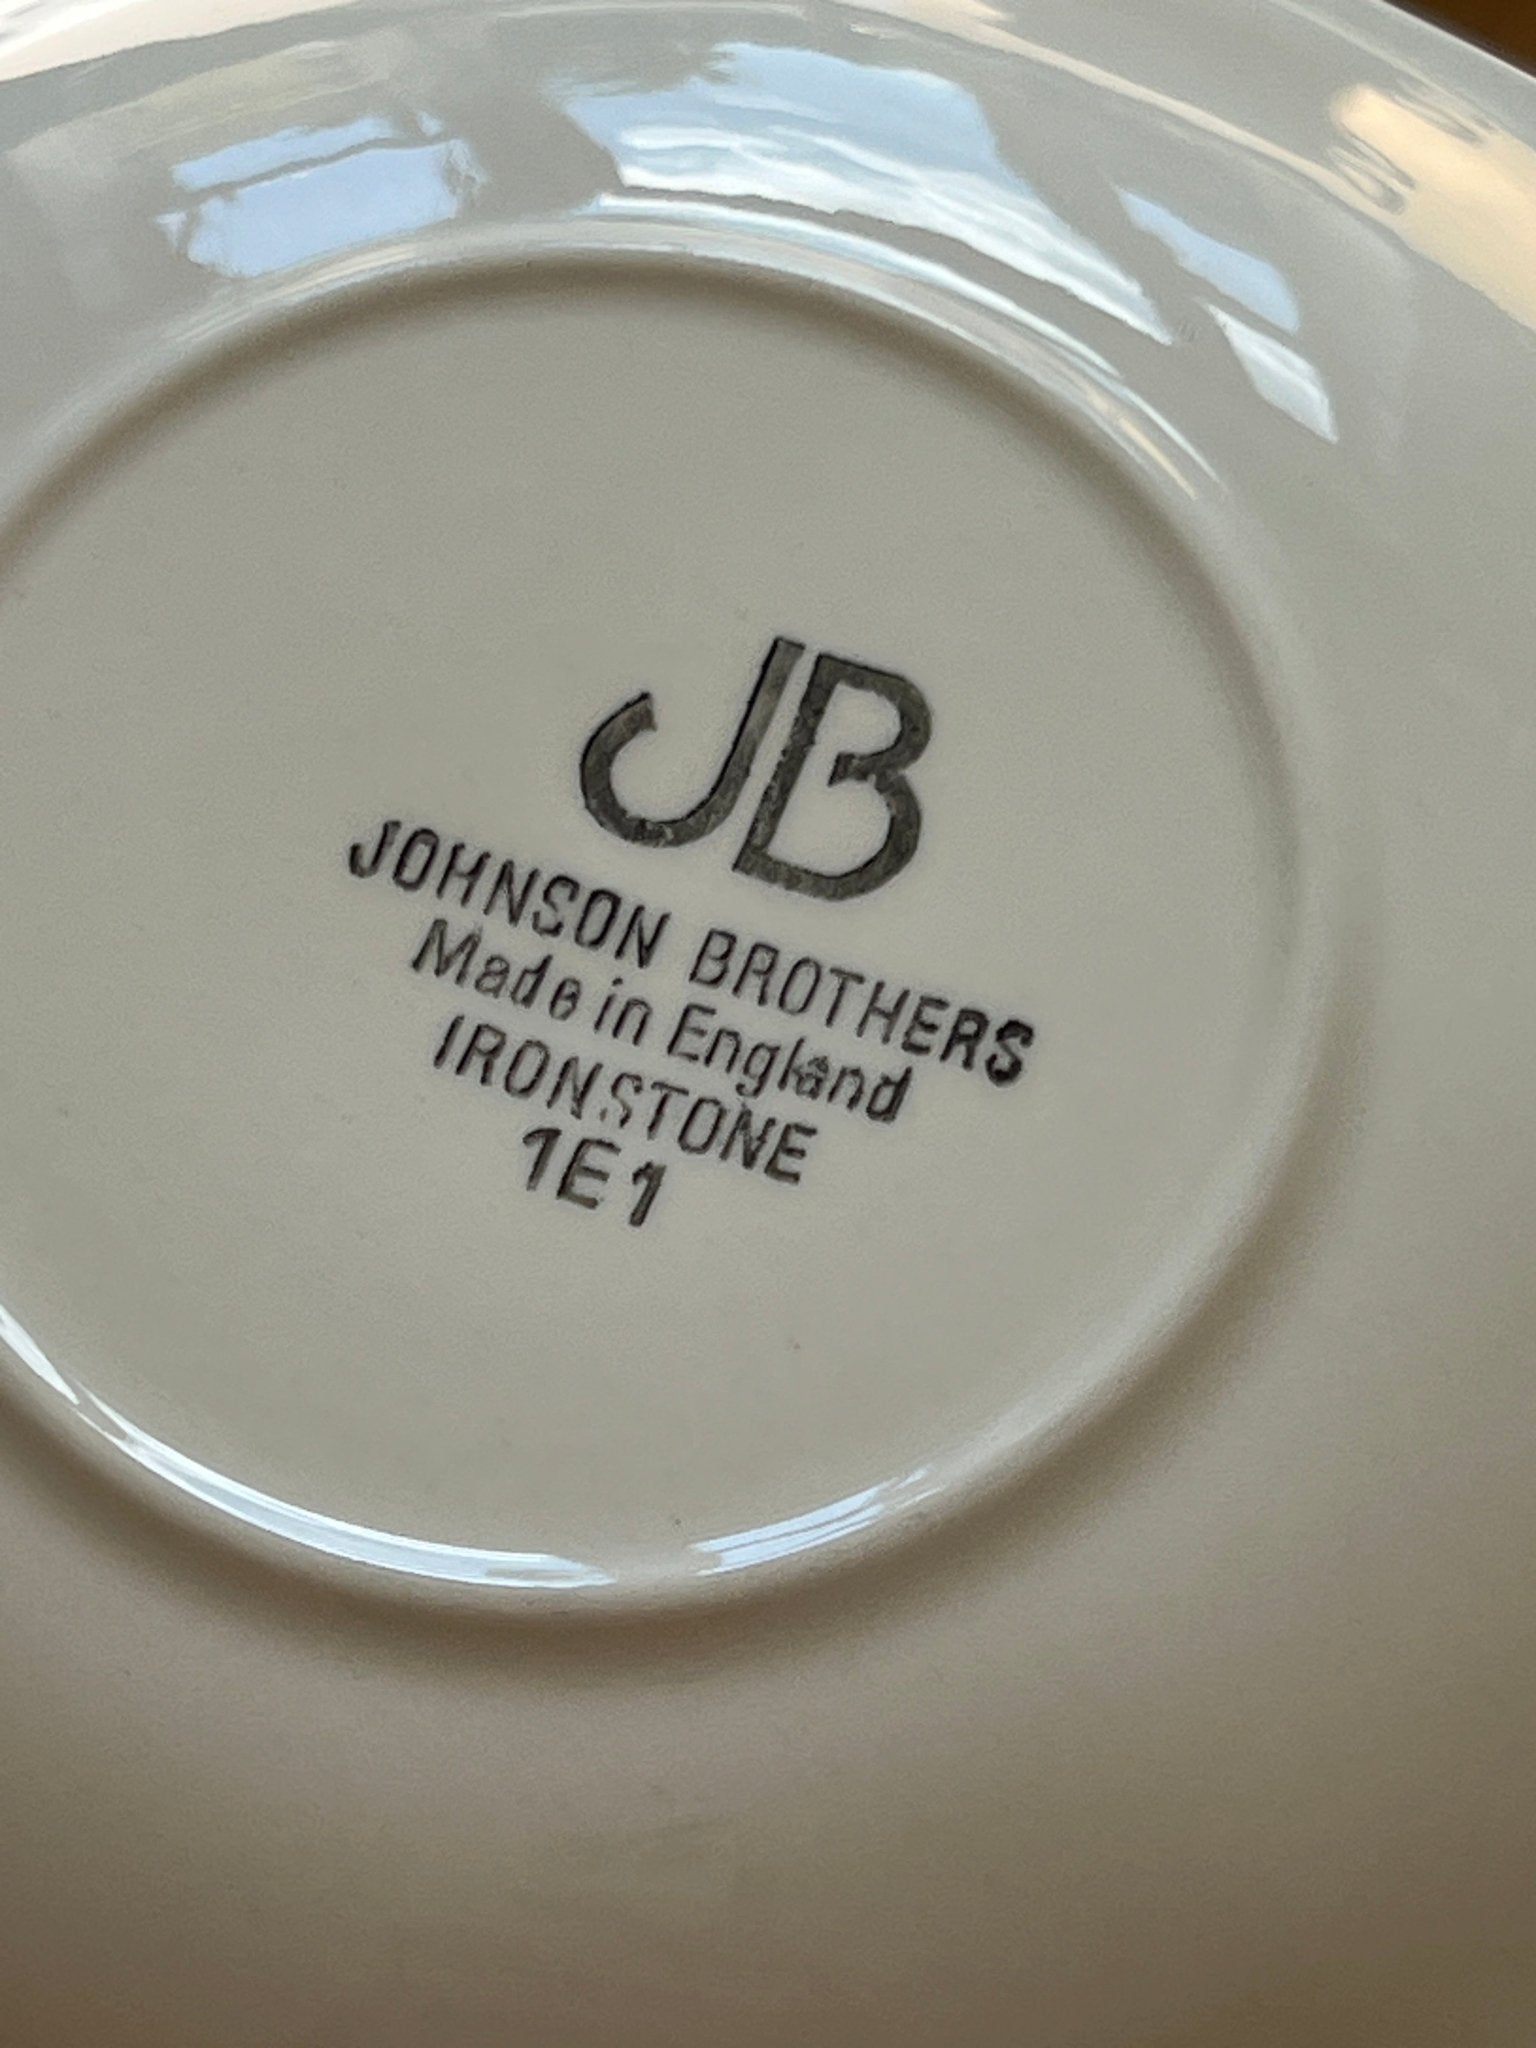 JB
JOHNSON BROTHERS
Made in England
IRONSTONE
1E1